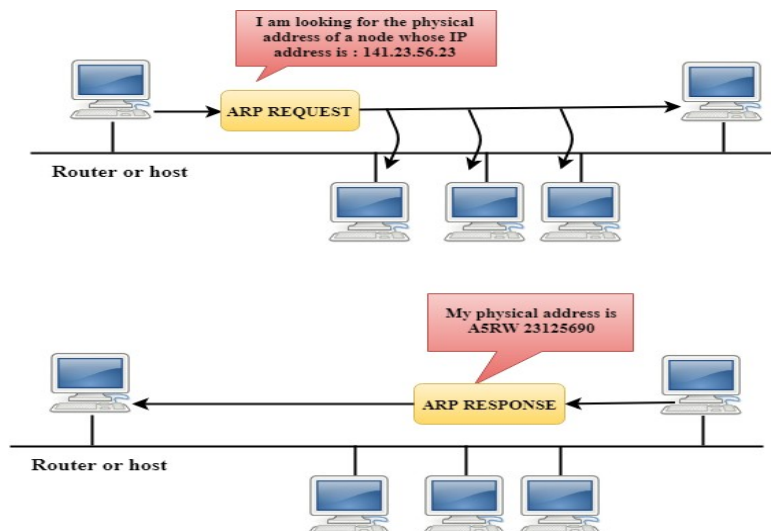 I am looking for the physical
address of a node whose IP
address is : 141.23.56.23
ARP REQUEST
Router or host
My physical address is
A5RW 23125690
ARP RESPONSE
Router or host